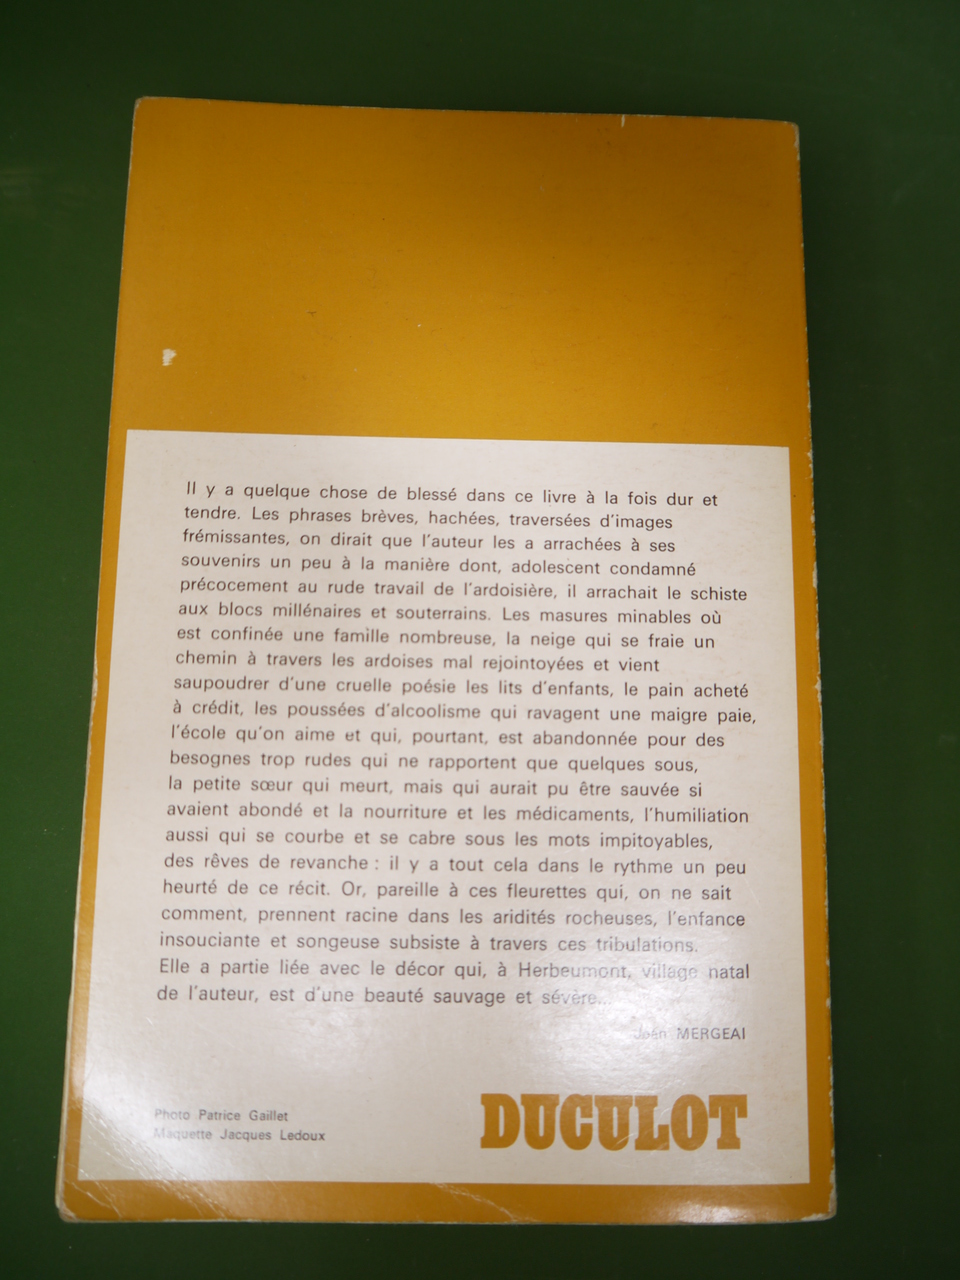 Il y a quelque chose de blessé dans ce livre à la fois dur et
tendre. Les phrases brèves, hachées, traversées d'images
frémissantes, on dirait que l'auteur les a arrachées à ses
souvenirs un peu à la manière dont, adolescent condamné
précocement au rude travail de l'ardoisière, il arrachait le schiste
aux blocs millénaires et souterrains. Les masures minables où
est confinée une famille nombreuse, la neige qui se fraie un
chemin à travers les ardoises mal rejointoyées et vient
saupoudrer d'une cruelle poésie les lits d'enfants, le pain acheté
à crédit, les poussées d'alcoolisme qui ravagent une maigre paie,
l'école qu'on aime et qui, pourtant, est abandonnée pour des
besognes trop rudes qui ne rapportent que quelques sous,
la petite sœur qui meurt, mais qui aurait pu être sauvée si
avaient abondé et la nourriture et les médicaments, l'humiliation
aussi qui se courbe et se cabre sous les mots impitoyables,
des rêves de revanche : il y a tout cela dans le rythme un peu
heurté de ce récit. Or, pareille à ces fleurettes qui, on ne sait
comment, prennent racine dans les aridités rocheuses, l'enfance
insouciante et songeuse subsiste à travers ces tribulations.
Elle a partie liée avec le décor qui, à Herbeumont, village natal
de l'auteur, est d'une beauté sauvage et sévère...
Jean MERGEAI
Photo Patrice Gaillet
Maquette Jacques Ledoux
DUCULOT